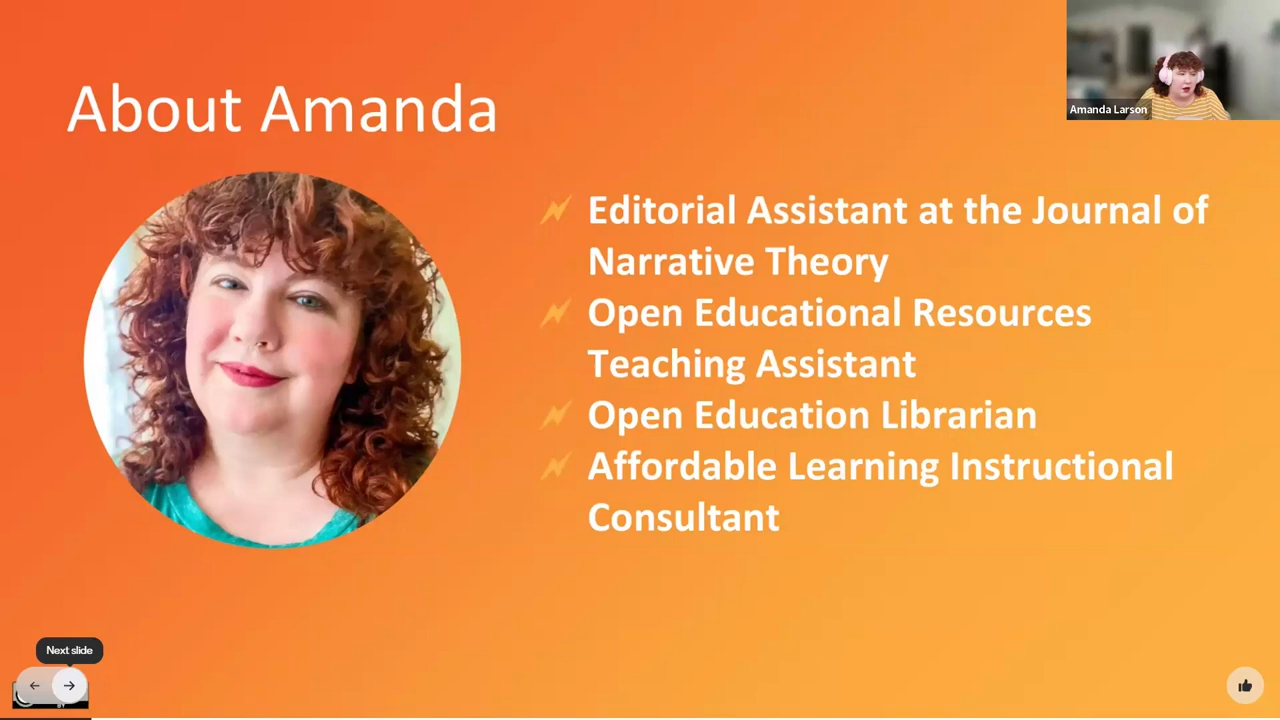 About Amanda
Amanda Larson
Editorial Assistant at the Journal of
Narrative Theory
Open Educational Resources
Teaching Assistant
Open Education Librarian
Affordable Learning Instructional
Consultant
Next slide
BY